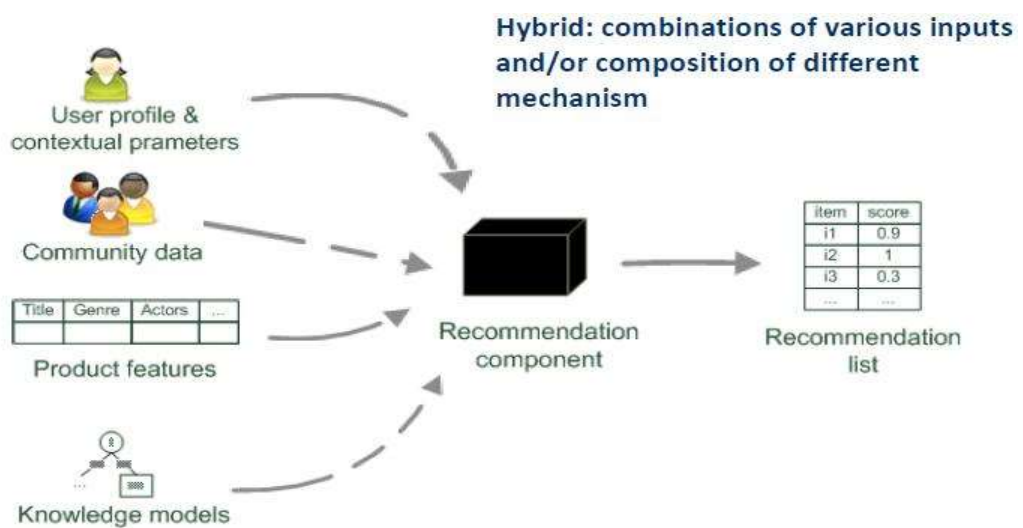 Hybrid: combinations of various inputs
and/or composition of different
mechanism
User profile &
contextual prameters
Community data
Title Genre Actors ...
Product features
Knowledge models
...
Recommendation
component
item score
i1 0.9
i2 1
i3 0.3
... ...
Recommendation
list